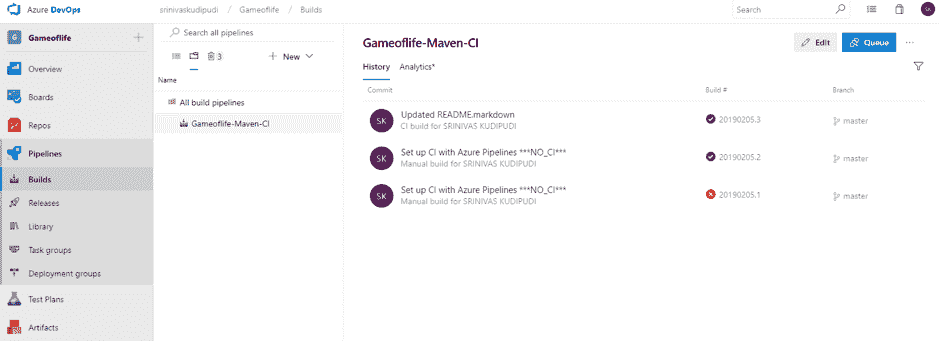 Azure DevOps
srinivaskudipudi / Gameoflife / Builds
Search
SK
G Gameoflife
Overview
Boards
Repos
Pipelines
Builds
Releases
Library
Task groups
Deployment groups
Test Plans
Artifacts
Search all pipelines
3
+ New
Name
All build pipelines
Gameoflife-Maven-CI
Gameoflife-Maven-CI
Edit
Queue
History Analytics*
Commit Build # Branch
SK Updated README.markdown
CI build for SRINIVAS KUDIPUDI
20190205.3 master
SK Set up CI with Azure Pipelines ***NO_CI***
Manual build for SRINIVAS KUDIPUDI
20190205.2 master
SK Set up CI with Azure Pipelines ***NO_CI***
Manual build for SRINIVAS KUDIPUDI
20190205.1 master